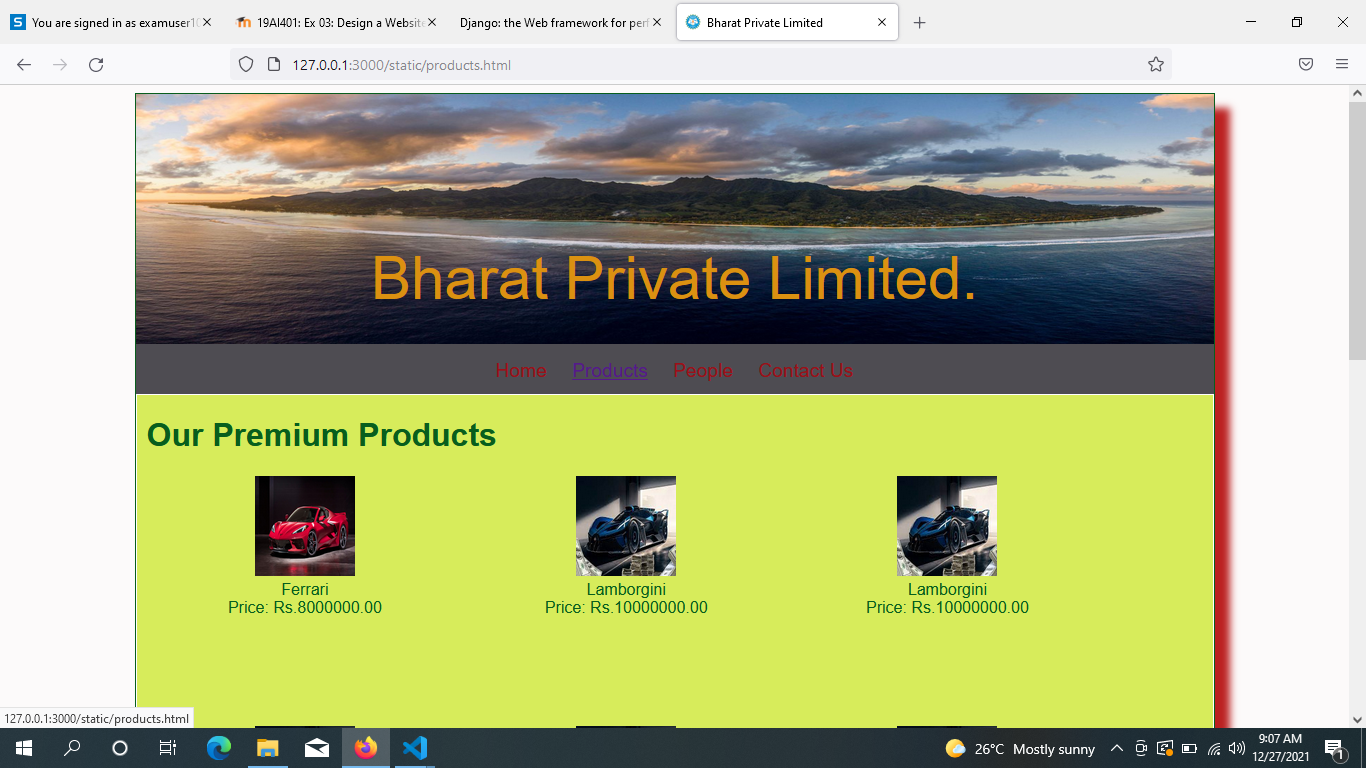 You are signed in as examuser10
19AI401: Ex 03: Design a Website
Django: the Web framework for perf
Bharat Private Limited
127.0.0.1:3000/static/products.html
Bharat Private Limited.
Home Products People Contact Us
Our Premium Products
Ferrari Lamborgini Lamborgini
Price: Rs.8000000.00 Price: Rs.10000000.00 Price: Rs.10000000.00
127.0.0.1:3000/static/products.html
26°C Mostly sunny
9:07 AM
12/27/2021
1